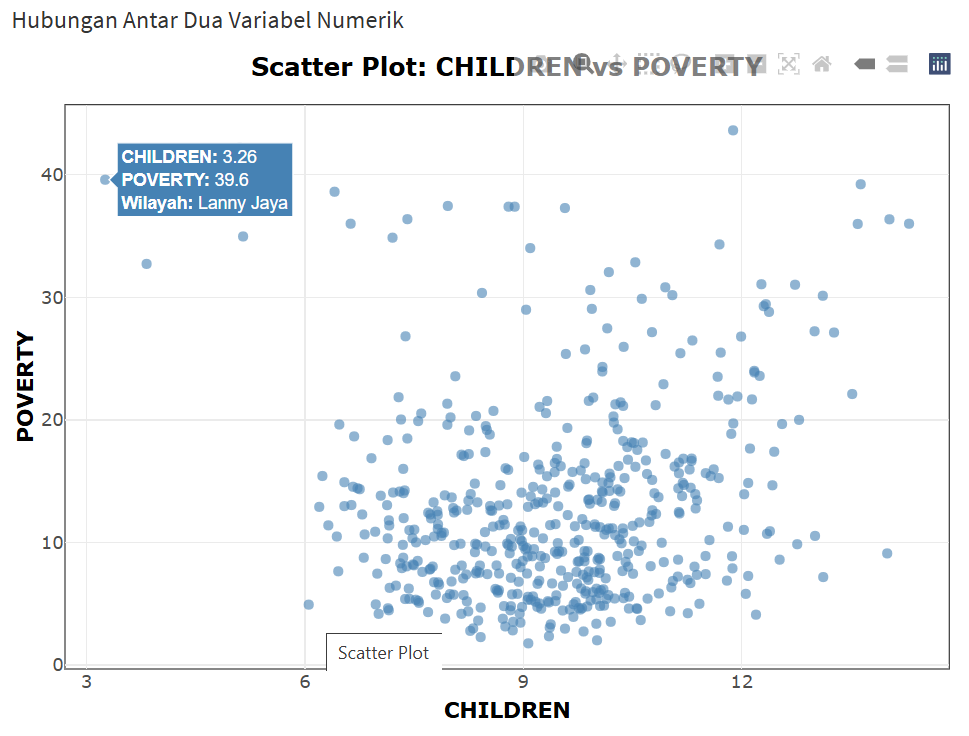 Hubungan Antar Dua Variabel Numerik
Scatter Plot: CHILDREN vs POVERTY
CHILDREN: 3.26
POVERTY: 39.6
Wilayah: Lanny Jaya
40
30
20
10
0
POVERTY
Scatter Plot
3
6
9
12
CHILDREN